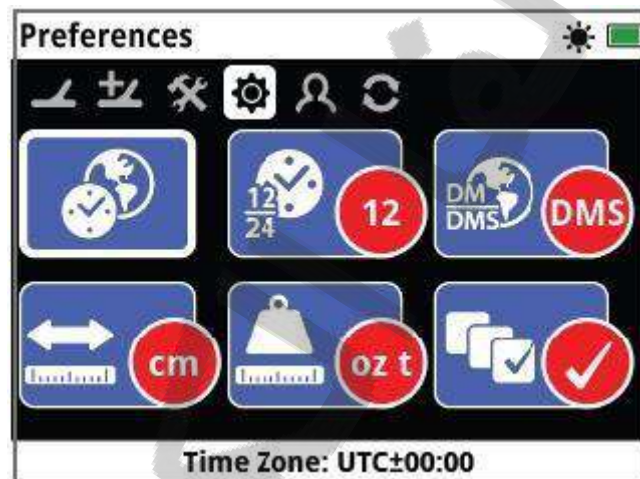 Preferences
12
24
12
DM
DMS
DMS
cm
oz t
Time Zone: UTC±00:00